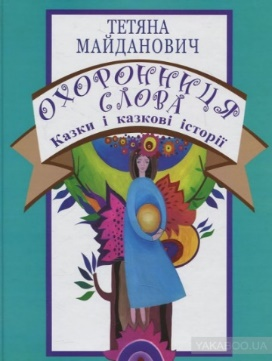 ТЕТЯНА
МАЙДАНОВИЧ
ОХОРОННИЦЯ
СЛОВА
Казки і казкові історії
YAKABOO.UA